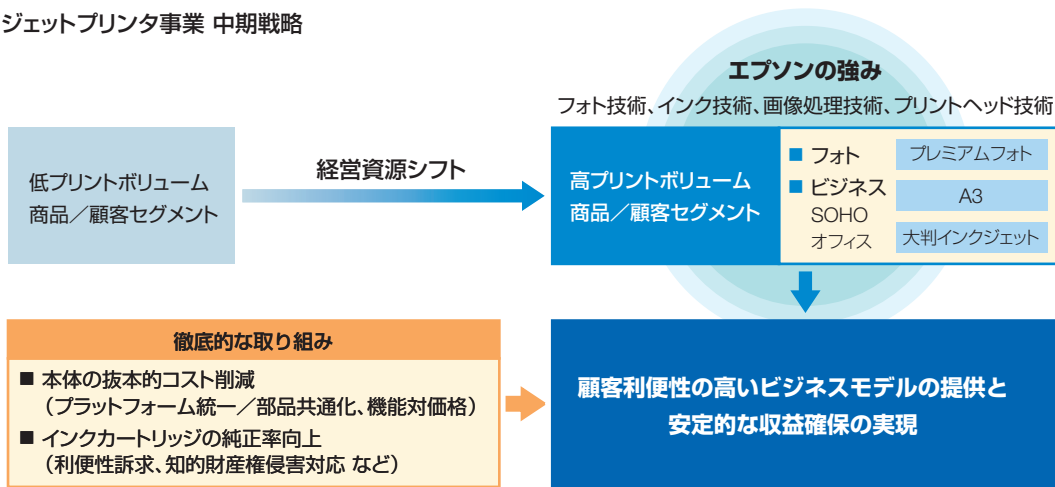 ジェットプリンタ事業 中期戦略
エプソンの強み
フォト技術、インク技術、画像処理技術、プリントヘッド技術
低プリントボリューム
商品／顧客セグメント
経営資源シフト
高プリントボリューム
商品／顧客セグメント
■ フォト
■ ビジネス
SOHO
オフィス
プレミアムフォト
A3
大判インクジェット
徹底的な取り組み
■ 本体の抜本的コスト削減
（プラットフォーム統一／部品共通化、機能対価格）
■ インクカートリッジの純正率向上
（利便性訴求、知的財産権侵害対応 など）
顧客利便性の高いビジネスモデルの提供と
安定的な収益確保の実現